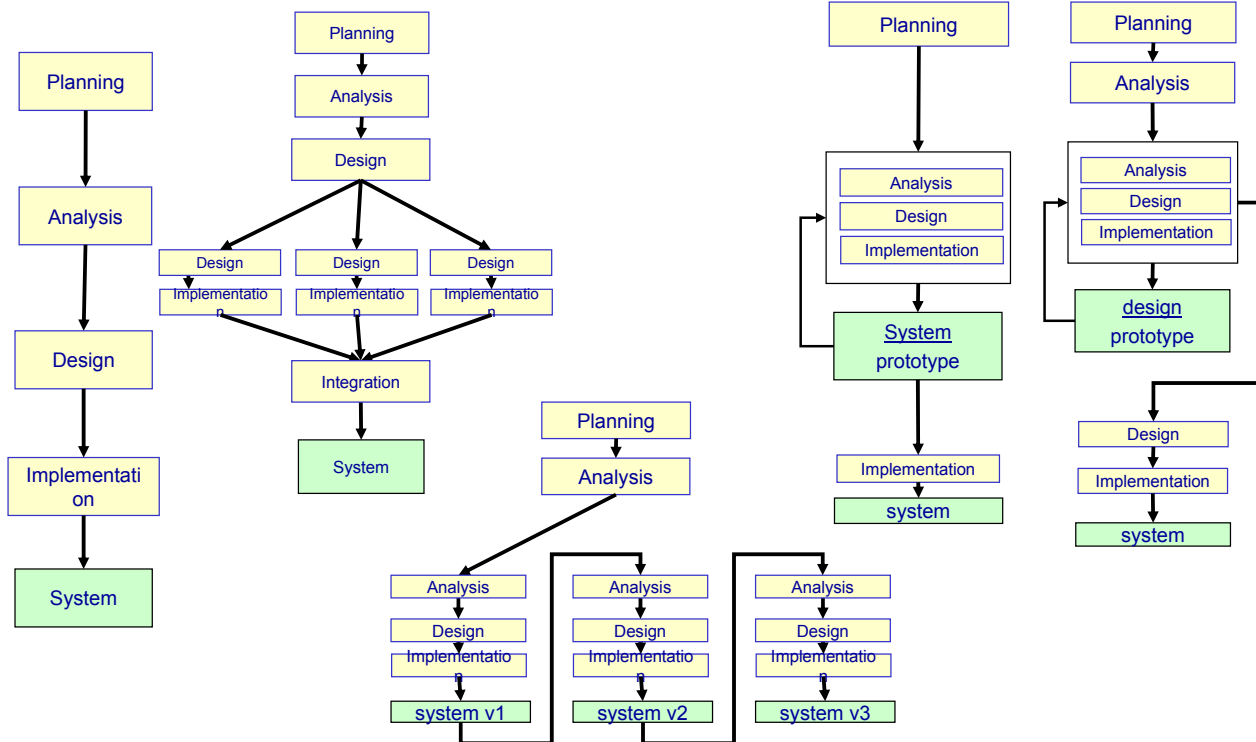 Planning
Analysis
Design
Implementati
on
System
Planning
Analysis
Design
Design
Implementatio
n
Design
Implementatio
n
Design
Implementatio
n
Integration
System
Planning
Analysis
Analysis
Design
Implementatio
n
system v1
Analysis
Design
Implementatio
n
system v2
Analysis
Design
Implementatio
n
system v3
Planning
Analysis
Design
Implementation
System
prototype
Implementation
system
Planning
Analysis
Analysis
Design
Implementation
design
prototype
Design
Implementation
system